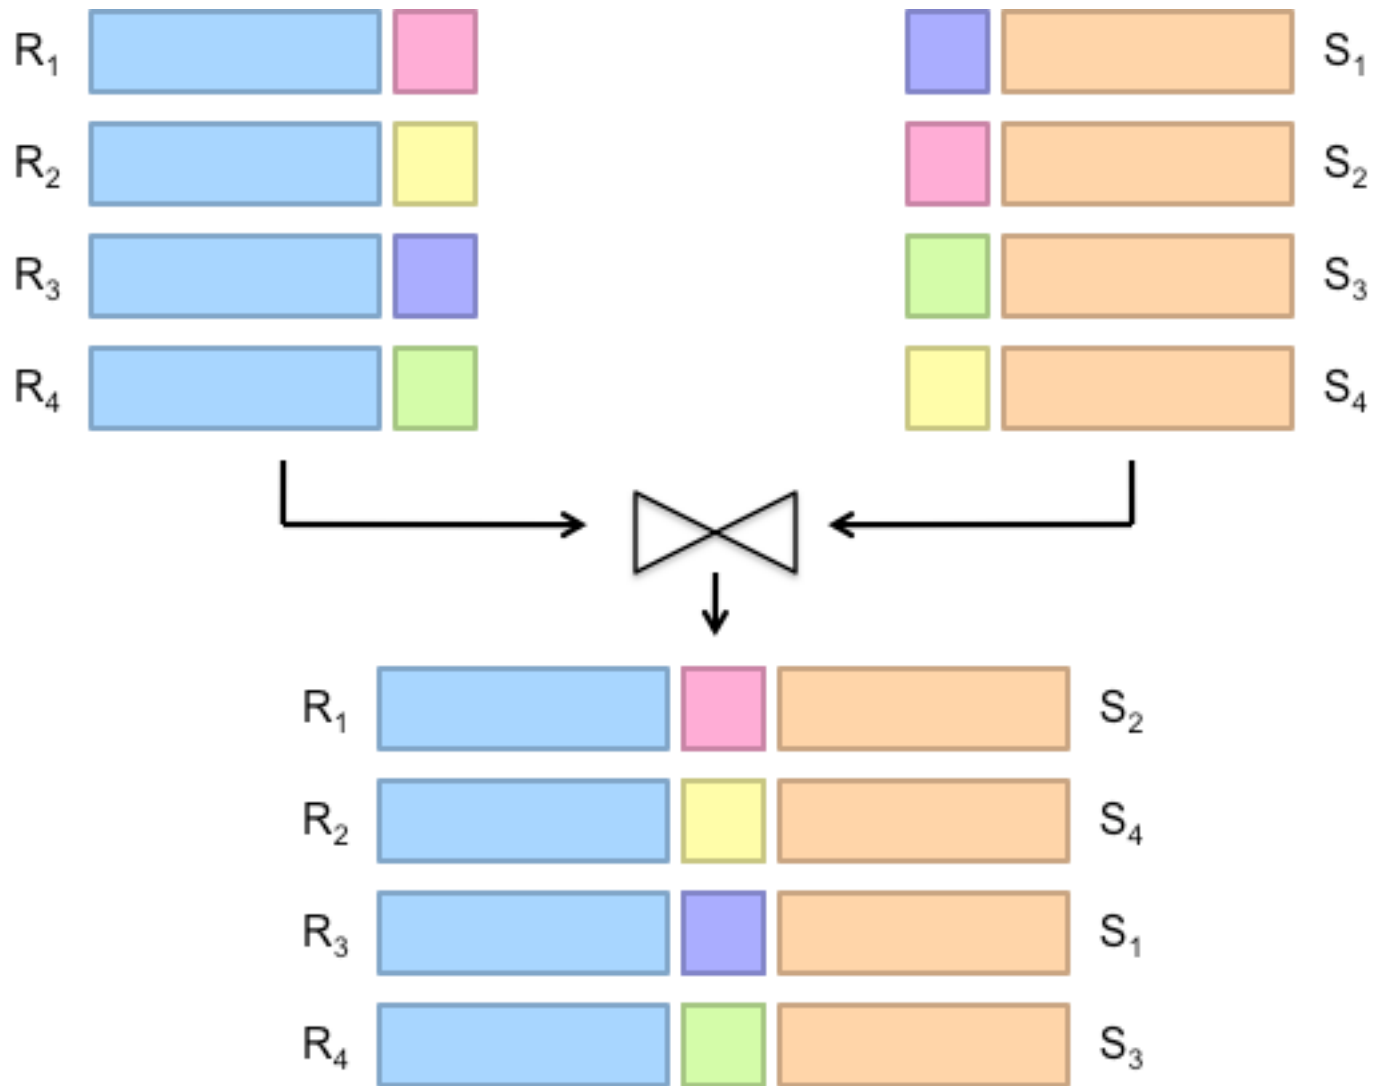 R₁ S₁
R₂ S₂
R₃ S₃
R₄ S₄
R₁ S₂
R₂ S₄
R₃ S₁
R₄ S₃